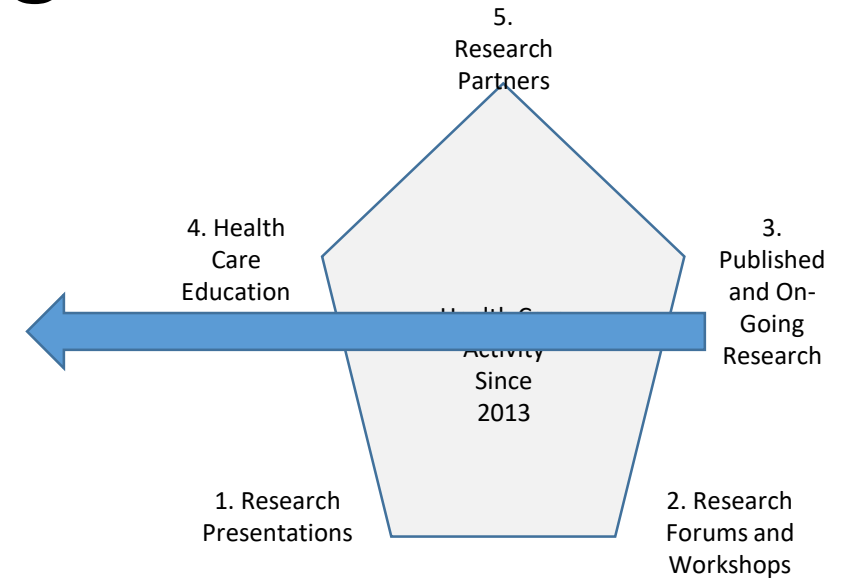 5.
Research
Partners
4. Health
Care
Education
3.
Published
and On-
Going
Research
Activity
Since
2013
1. Research
Presentations
2. Research
Forums and
Workshops